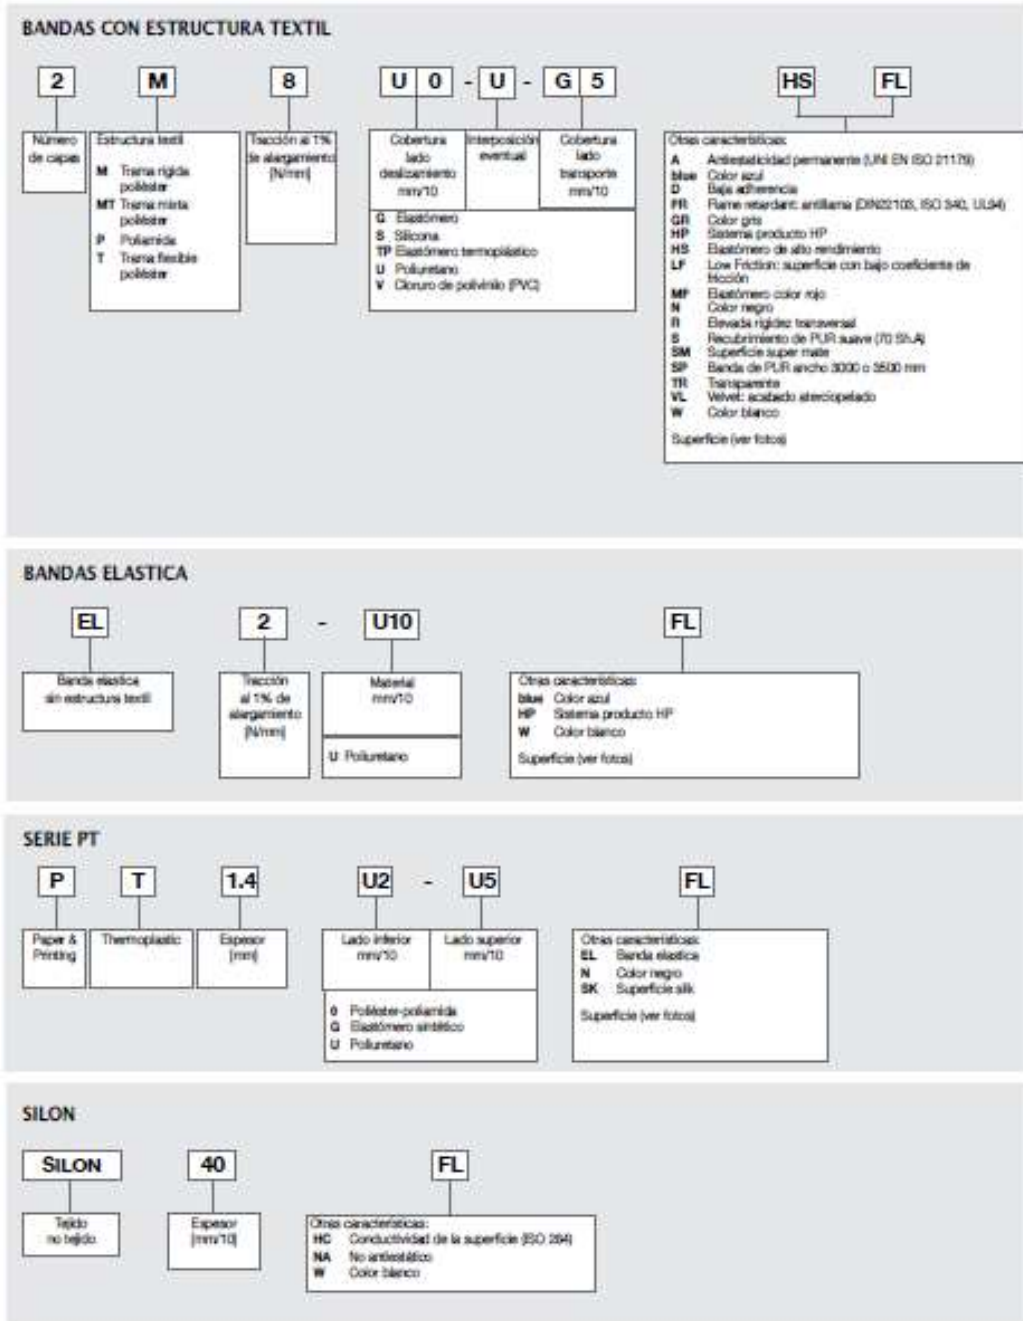 BANDAS CON ESTRUCTURA TEXTIL
2 M 8 U 0 - U - G 5 HS FL
Número
de capas
Estructura textil
M Trama rígida
poliéster
MT Trama mixta
poliéster
P Poliamida
T Trama flexible
poliéster
Tracción al 1%
de alargamiento
[N/mm]
Cobertura
lado
deslizamiento
mm/10
Interposición
eventual
Cobertura
lado
transporte
mm/10
G Elastómero
S Silicona
TP Elastómero termoplástico
U Poliuretano
V Cloruro de polivinilo (PVC)
Otras características:
A Antiestaticidad permanente (UNI EN ISO 21179)
blue Color azul
D Baja adherencia
FR Flame retardant: antillama (DIN22103, ISO 340, UL94)
GR Color gris
HP Sistema producto HP
HS Elastómero de alto rendimiento
LF Low Friction: superficie con bajo coeficiente de
fricción
MF Elastómero color rojo
N Color negro
R Elevada rigidez transversal
S Recubrimiento de PUR suave (70 Sh.A)
SM Superficie super mate
SP Banda de PUR ancho 3000 o 3500 mm
TR Transparente
VL Velvet: acabado aterciopelado
W Color blanco
Superficie (ver fotos)
BANDAS ELASTICA
EL 2 - U10 FL
Banda elastica
sin estructura textil
Tracción
al 1% de
alargamiento
[N/mm]
Material
mm/10
U Poliuretano
Otras características:
blue Color azul
HP Sistema producto HP
W Color blanco
Superficie (ver fotos)
SERIE PT
P T 1.4 U2 - U5 FL
Paper &
Printing
Thermoplastic
Espesor
[mm]
Lado inferior
mm/10
Lado superior
mm/10
0 Poliéster-poliamida
G Elastómero sintético
U Poliuretano
Otras características:
EL Banda elastica
N Color negro
SK Superficie silk
Superficie (ver fotos)
SILON
SILON 40 FL
Tejido
no tejido
Espesor
[mm/10]
Otras características:
HC Conductividad de la superficie (ISO 284)
NA No antiestático
W Color blanco